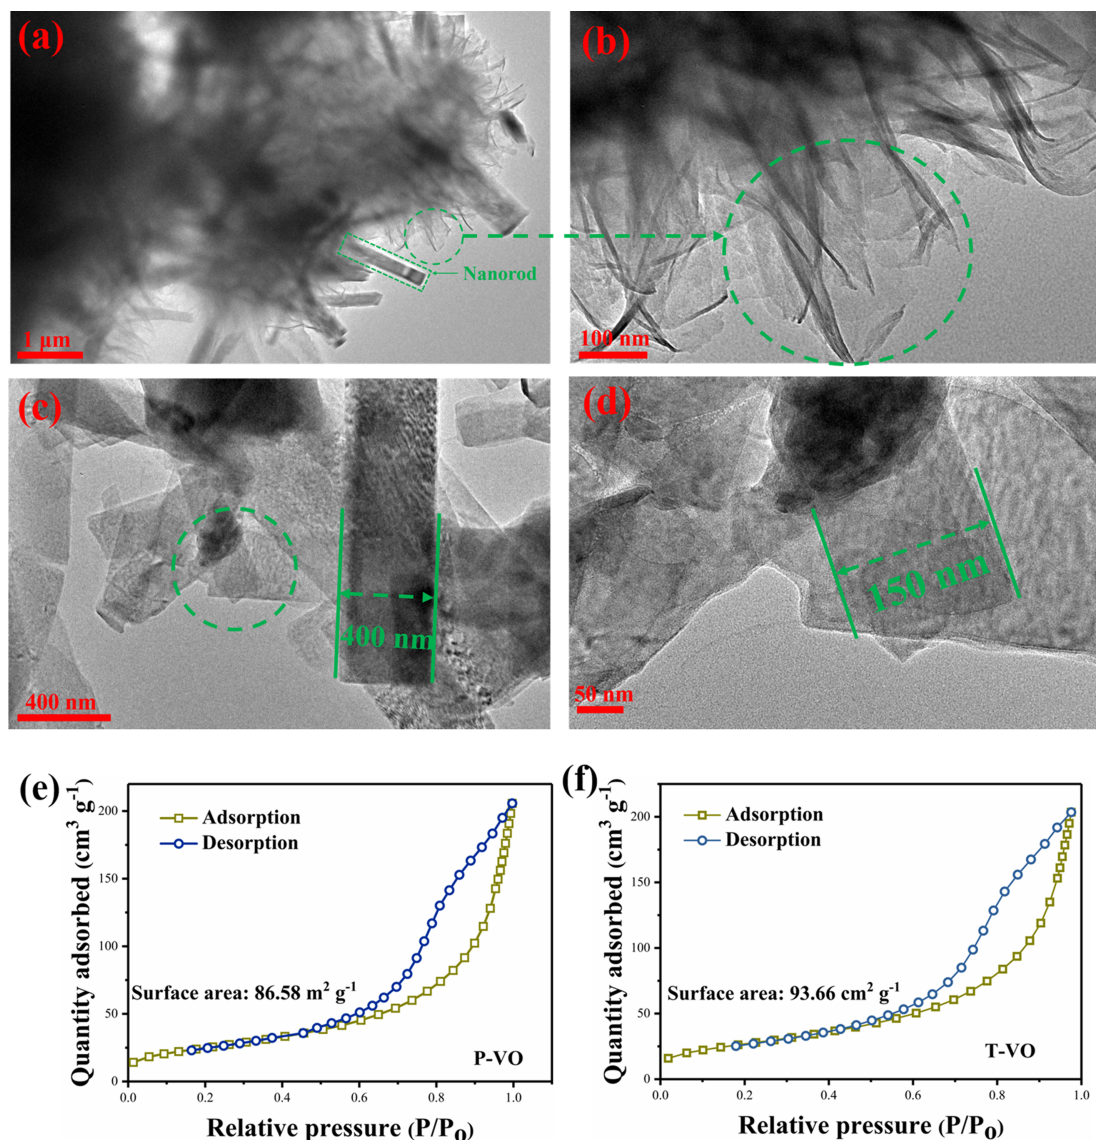 (a)
Nanorod
1 μm
(b)
100 nm
(c)
400 nm
400 nm
(d)
150 nm
50 nm
(e)
Quantity adsorbed (cm³ g⁻¹)
200
150
100
50
0
Adsorption
Desorption
Surface area: 86.58 m² g⁻¹
P-VO
0.0 0.2 0.4 0.6 0.8 1.0
Relative pressure (P/P₀)
(f)
Quantity adsorbed (cm³ g⁻¹)
200
150
100
50
0
Adsorption
Desorption
Surface area: 93.66 cm² g⁻¹
T-VO
0.0 0.2 0.4 0.6 0.8 1.0
Relative pressure (P/P₀)